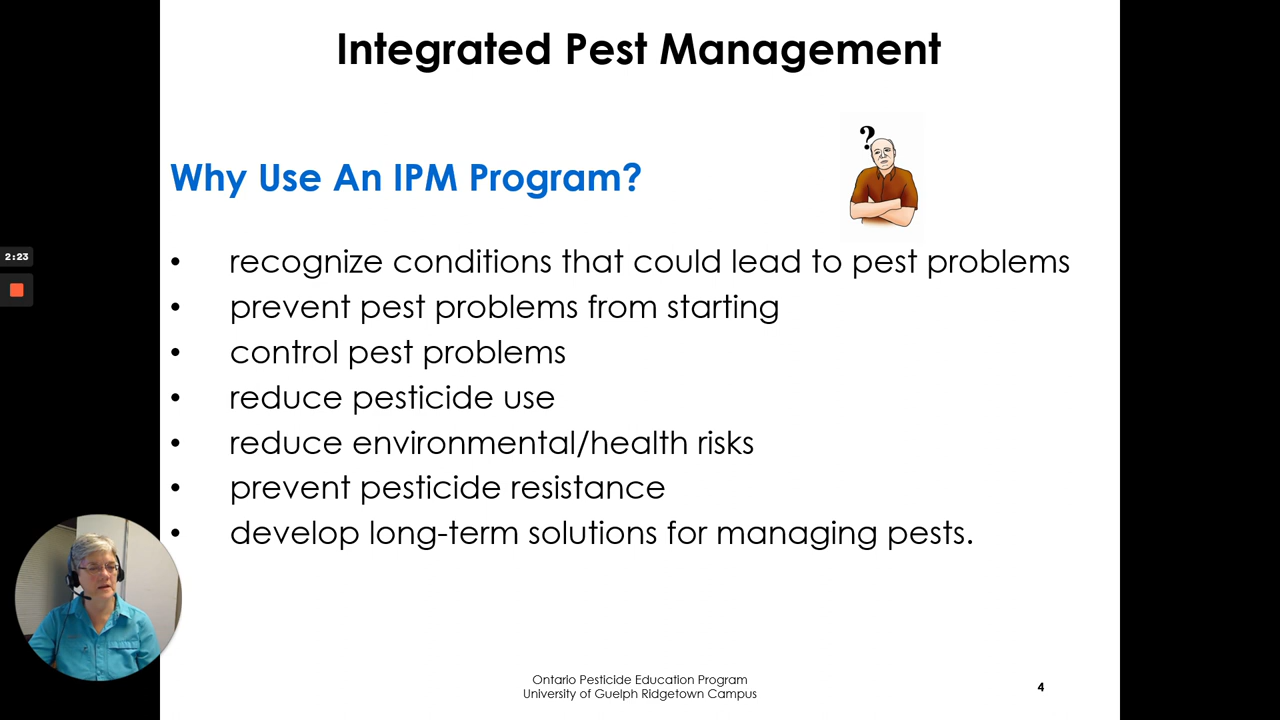 Integrated Pest Management
?
Why Use An IPM Program?
2:23
• recognize conditions that could lead to pest problems
• prevent pest problems from starting
• control pest problems
• reduce pesticide use
• reduce environmental/health risks
• prevent pesticide resistance
• develop long-term solutions for managing pests.
Ontario Pesticide Education Program
University of Guelph Ridgetown Campus
4